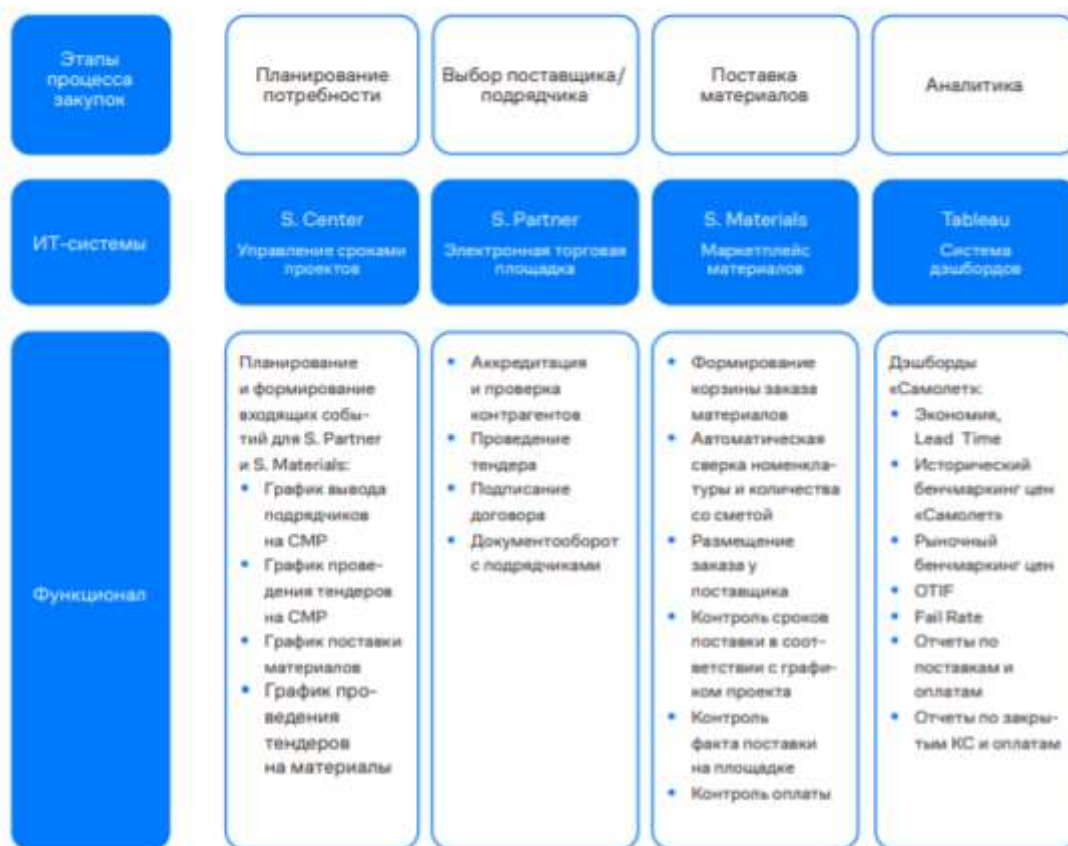 Этапы
процесса
закупок
Планирование
потребности
Выбор поставщика/
подрядчика
Поставка
материалов
Аналитика
ИТ-системы
S. Center
Управление сроками
проектов
S. Partner
Электронная торговая
площадка
S. Materials
Маркетплейс
материалов
Tableau
Система
дэшбордов
Функционал
Планирование
и формирование
входящих собы-
тий для S. Partner
и S. Materials:
• График вывода
подрядчиков
на СМР
• График прове-
дения тендеров
на СМР
• График поставки
материалов
• График про-
ведения
тендеров
на материалы
• Аккредитация
и проверка
контрагентов
• Проведение
тендера
• Подписание
договора
• Документооборот
с подрядчиками
• Формирование
корзины заказа
материалов
• Автоматическая
сверка номенкла-
туры и количества
со сметой
• Размещение
заказа у
поставщика
• Контроль сроков
поставки в соот-
ветствии с графи-
ком проекта
• Контроль
факта поставки
на площадке
• Контроль оплаты
Дэшборды
«Самолет»:
• Экономия,
Lead Time
• Исторический
бенчмаркинг цен
«Самолет»
• Рыночный
бенчмаркинг цен
• OTIF
• Fail Rate
• Отчеты по
поставкам и
оплатам
• Отчеты по закры-
тым КС и оплатам